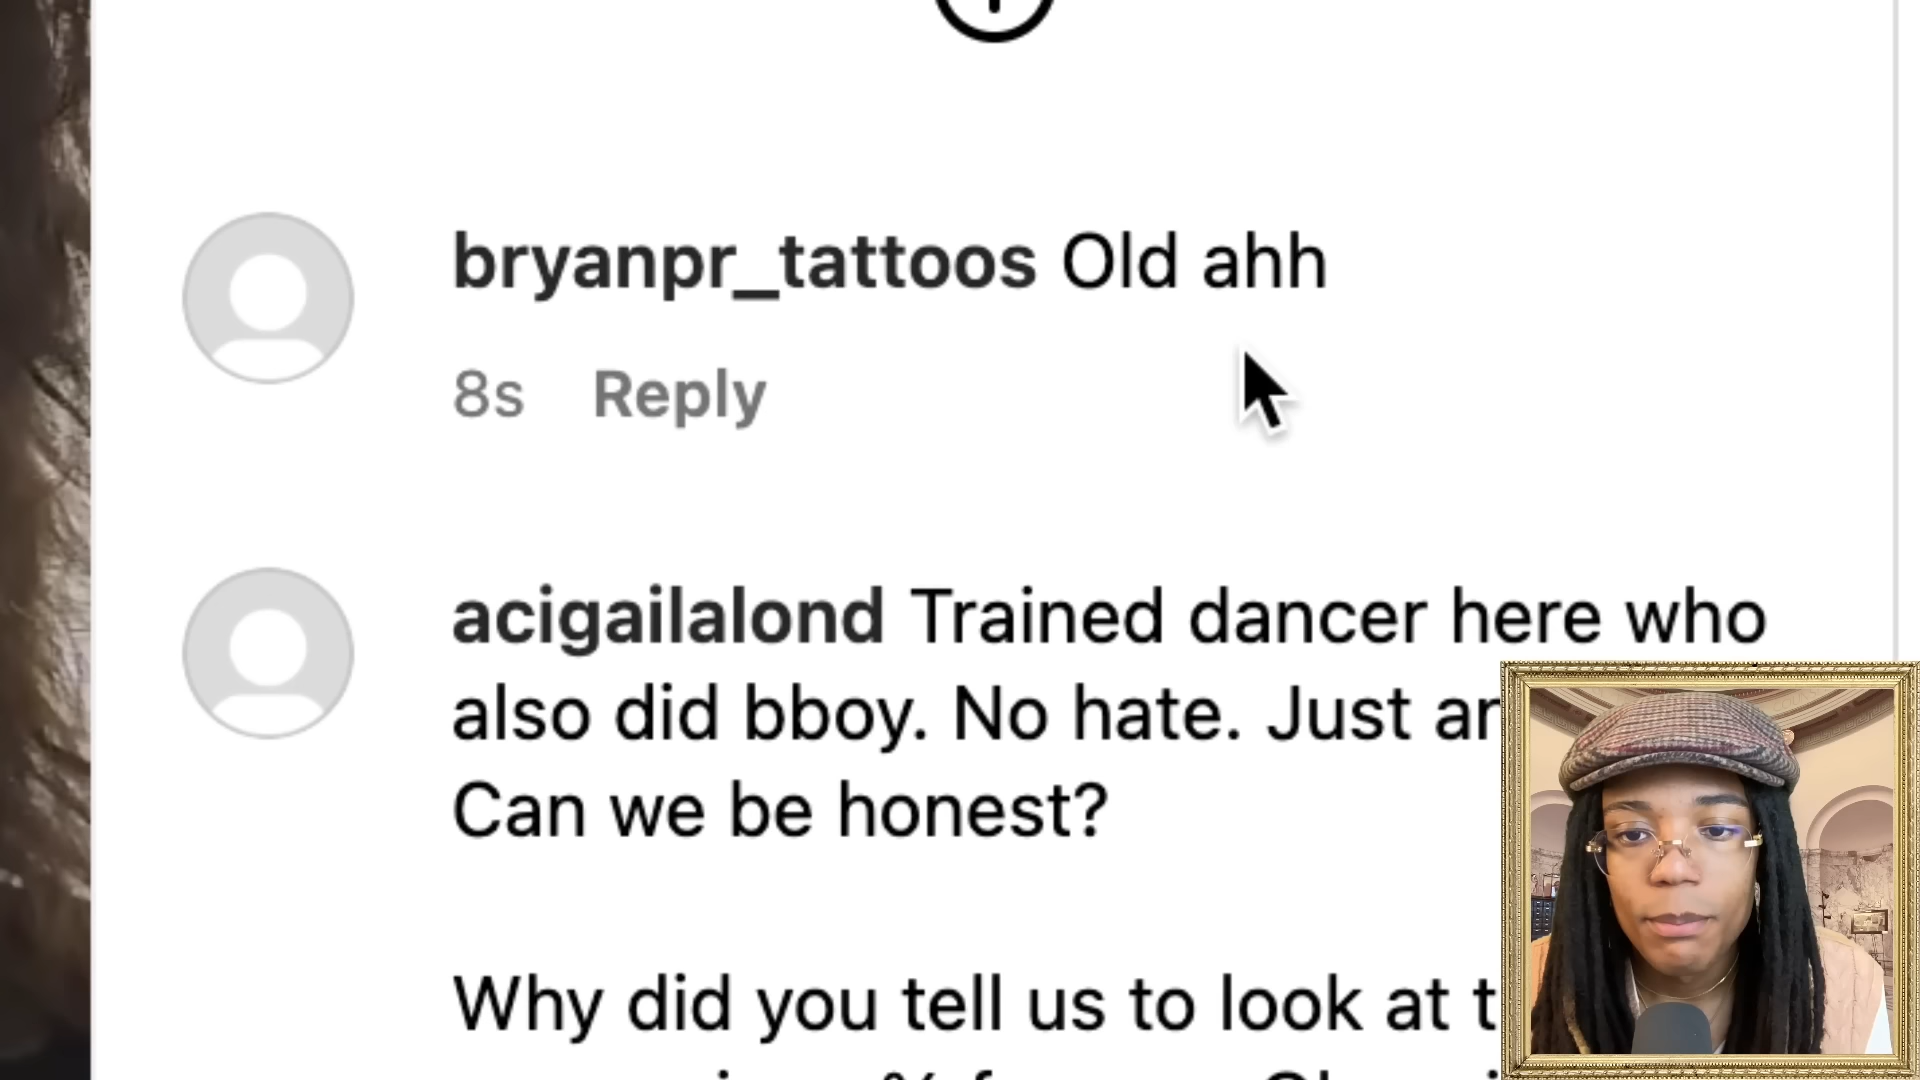 bryanpr_tattoos Old ahh
8s Reply
acigailalond Trained dancer here who
also did bboy. No hate. Just
Can we be honest?
Why did you tell us to look at